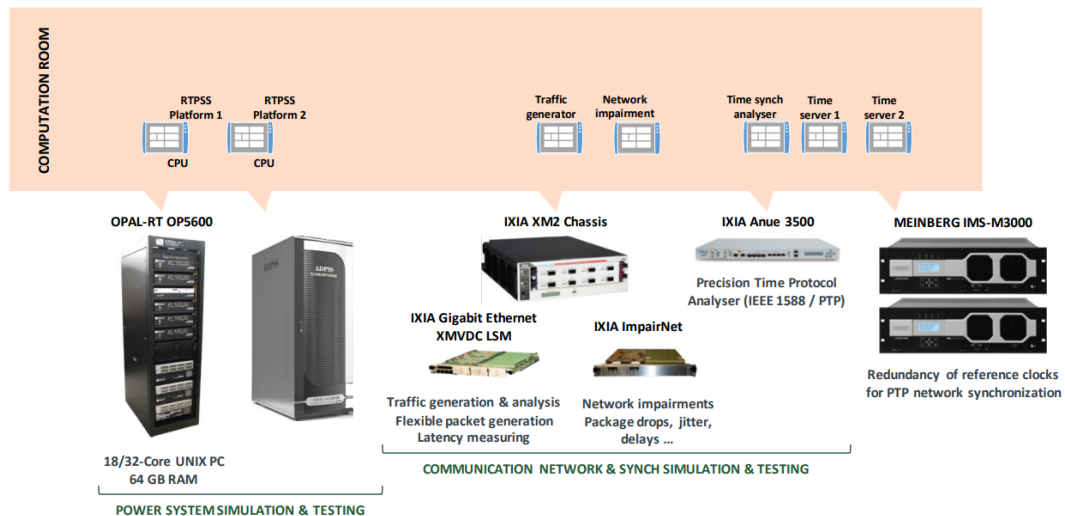 COMPUTATION ROOM
RTPSS
Platform 1
CPU
RTPSS
Platform 2
CPU
Traffic
generator
Network
impairment
Time synch
analyser
Time
server 1
Time
server 2
OPAL-RT OP5600
ADPSS
ADPSS
18/32-Core UNIX PC
64 GB RAM
POWER SYSTEM SIMULATION & TESTING
IXIA XM2 Chassis
IXIA Gigabit Ethernet
XMVDC LSM
Traffic generation & analysis
Flexible packet generation
Latency measuring
IXIA ImpairNet
Network impairments
Package drops, jitter,
delays ...
IXIA Anue 3500
Precision Time Protocol
Analyser (IEEE 1588 / PTP)
COMMUNICATION NETWORK & SYNCH SIMULATION & TESTING
MEINBERG IMS-M3000
Redundancy of reference clocks
for PTP network synchronization